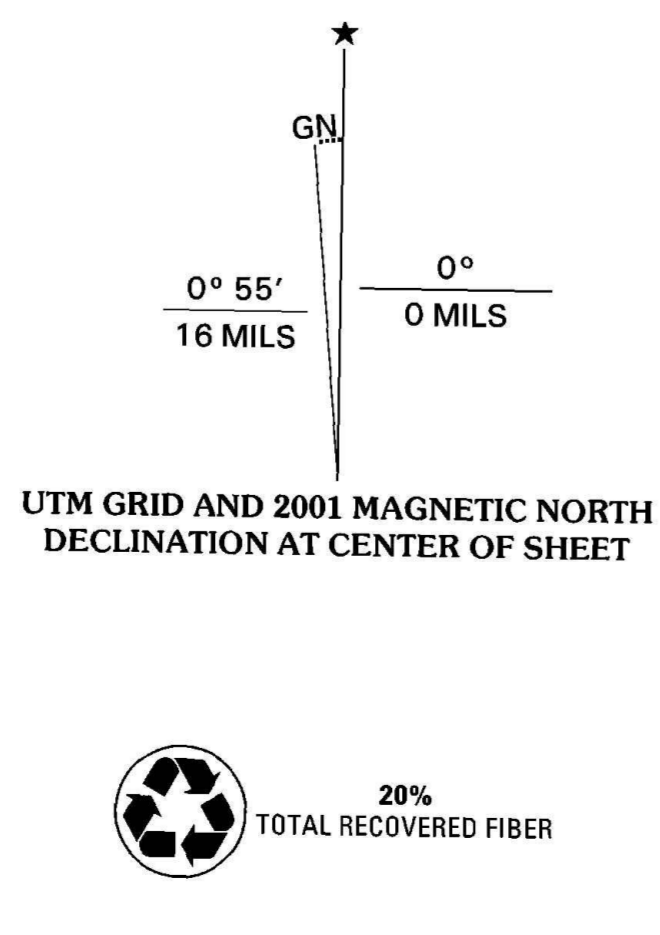 ★
GN
0° 55′
16 MILS
0°
0 MILS
UTM GRID AND 2001 MAGNETIC NORTH
DECLINATION AT CENTER OF SHEET
20%
TOTAL RECOVERED FIBER